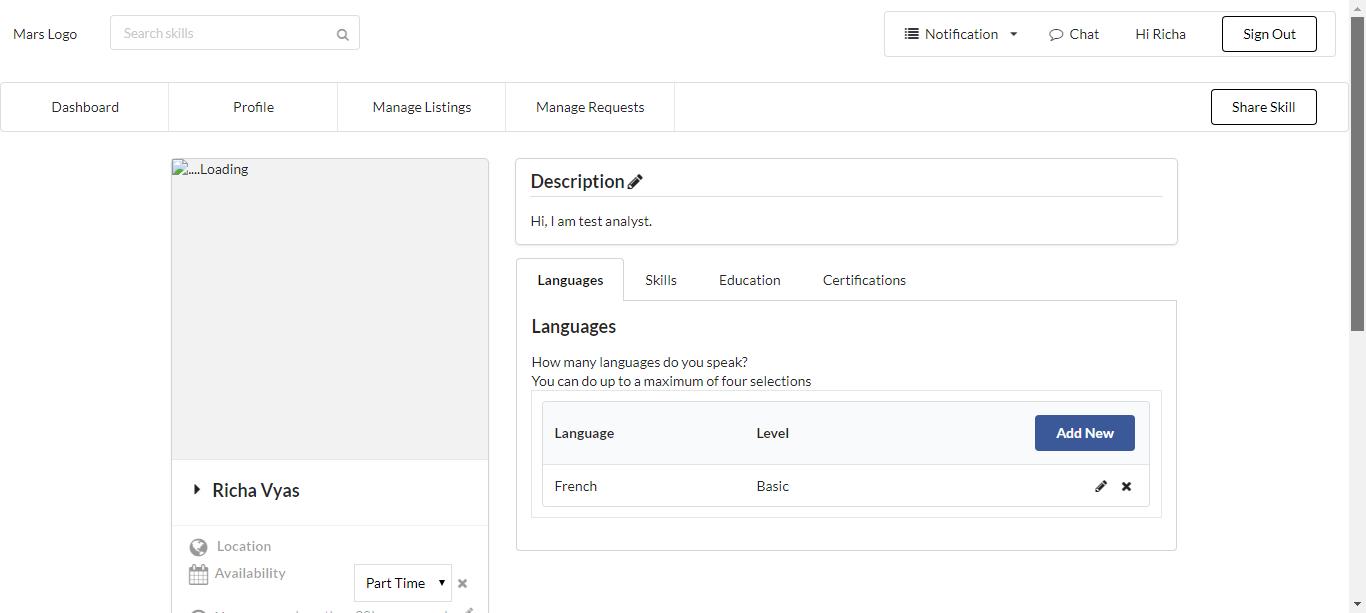 Mars Logo
Search skills
Notification
Chat
Hi Richa
Sign Out
Dashboard
Profile
Manage Listings
Manage Requests
Share Skill
....Loading
Richa Vyas
Location
Availability
Part Time
Description
Hi, I am test analyst.
Languages
Skills
Education
Certifications
Languages
How many languages do you speak?
You can do up to a maximum of four selections
Language
Level
Add New
French
Basic